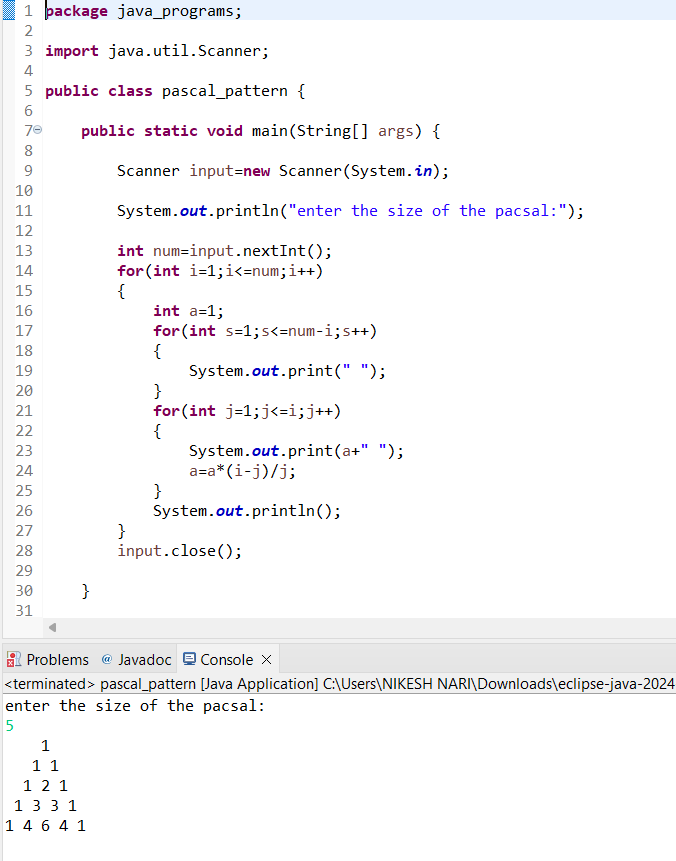 1 package java_programs;
2
3 import java.util.Scanner;
4
5 public class pascal_pattern {
6
7 public static void main(String[] args) {
8
9 Scanner input=new Scanner(System.in);
10
11 System.out.println("enter the size of the pacsal:");
12
13 int num=input.nextInt();
14 for(int i=1;i<=num;i++)
15 {
16 int a=1;
17 for(int s=1;s<=num-i;s++)
18 {
19 System.out.print(" ");
20 }
21 for(int j=1;j<=i;j++)
22 {
23 System.out.print(a+" ");
24 a=a*(i-j)/j;
25 }
26 System.out.println();
27 }
28 input.close();
29
30 }
31
Problems @ Javadoc Console ×
<terminated> pascal_pattern [Java Application] C:\Users\NIKESH NARI\Downloads\eclipse-java-2024
enter the size of the pacsal:
5
1
1 1
1 2 1
1 3 3 1
1 4 6 4 1